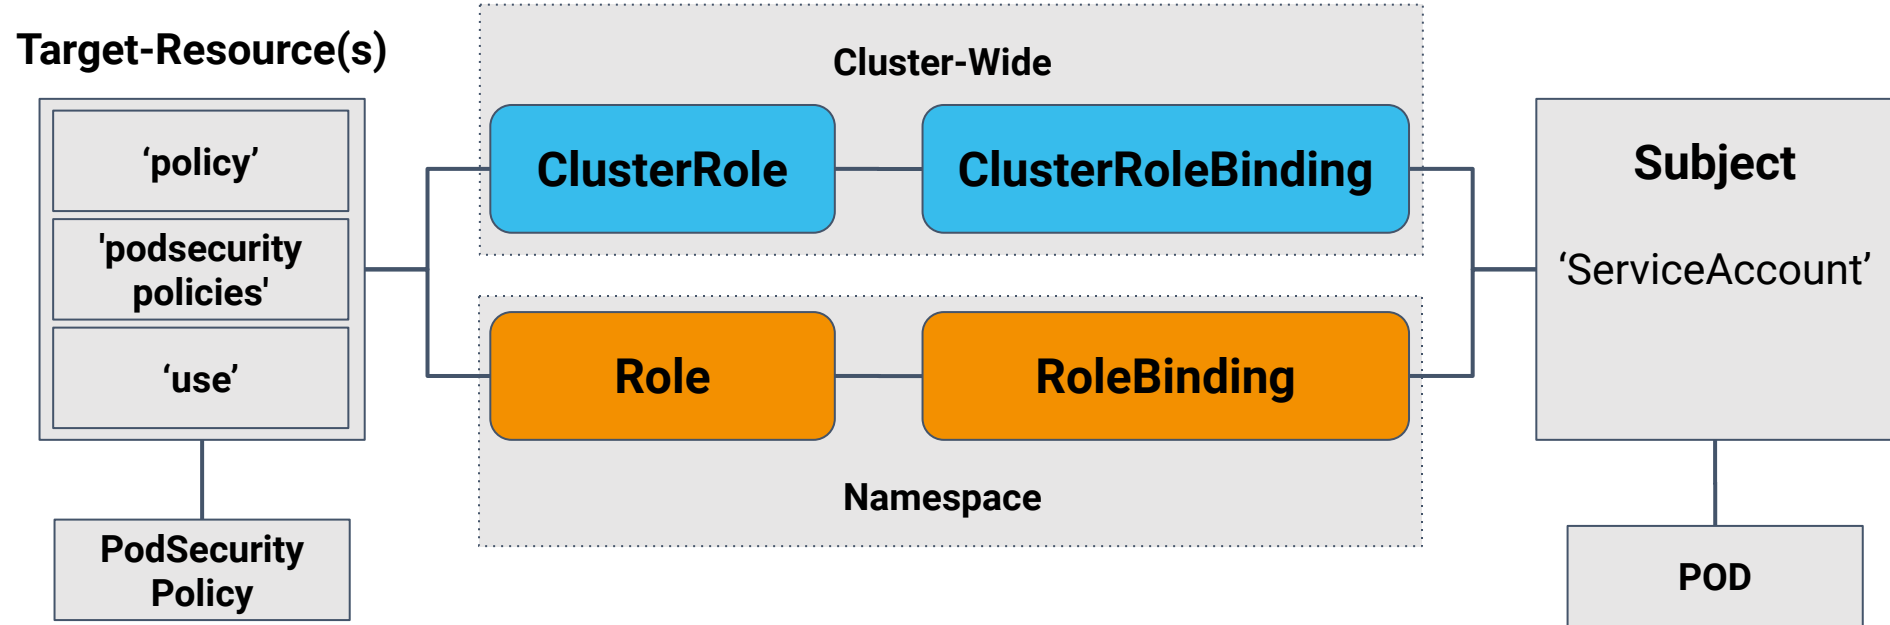 Target-Resource(s)
‘policy’
'podsecurity
policies'
‘use’
PodSecurity
Policy
Cluster-Wide
ClusterRole
ClusterRoleBinding
Role
RoleBinding
Namespace
Subject
‘ServiceAccount’
POD